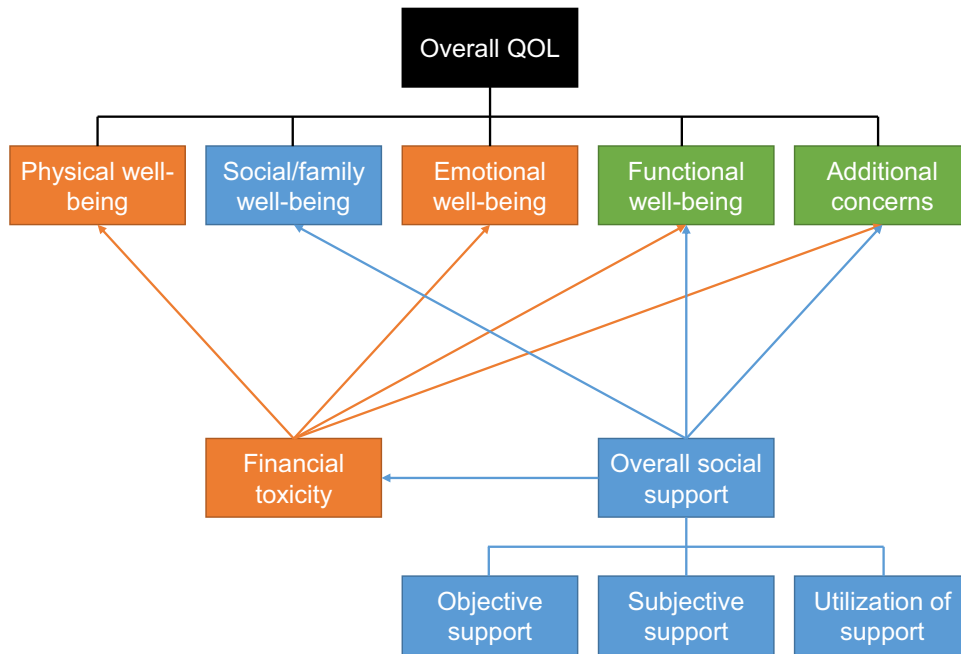 Overall QOL
Physical well-
being
Social/family
well-being
Emotional
well-being
Functional
well-being
Additional
concerns
Financial
toxicity
Overall social
support
Objective
support
Subjective
support
Utilization of
support